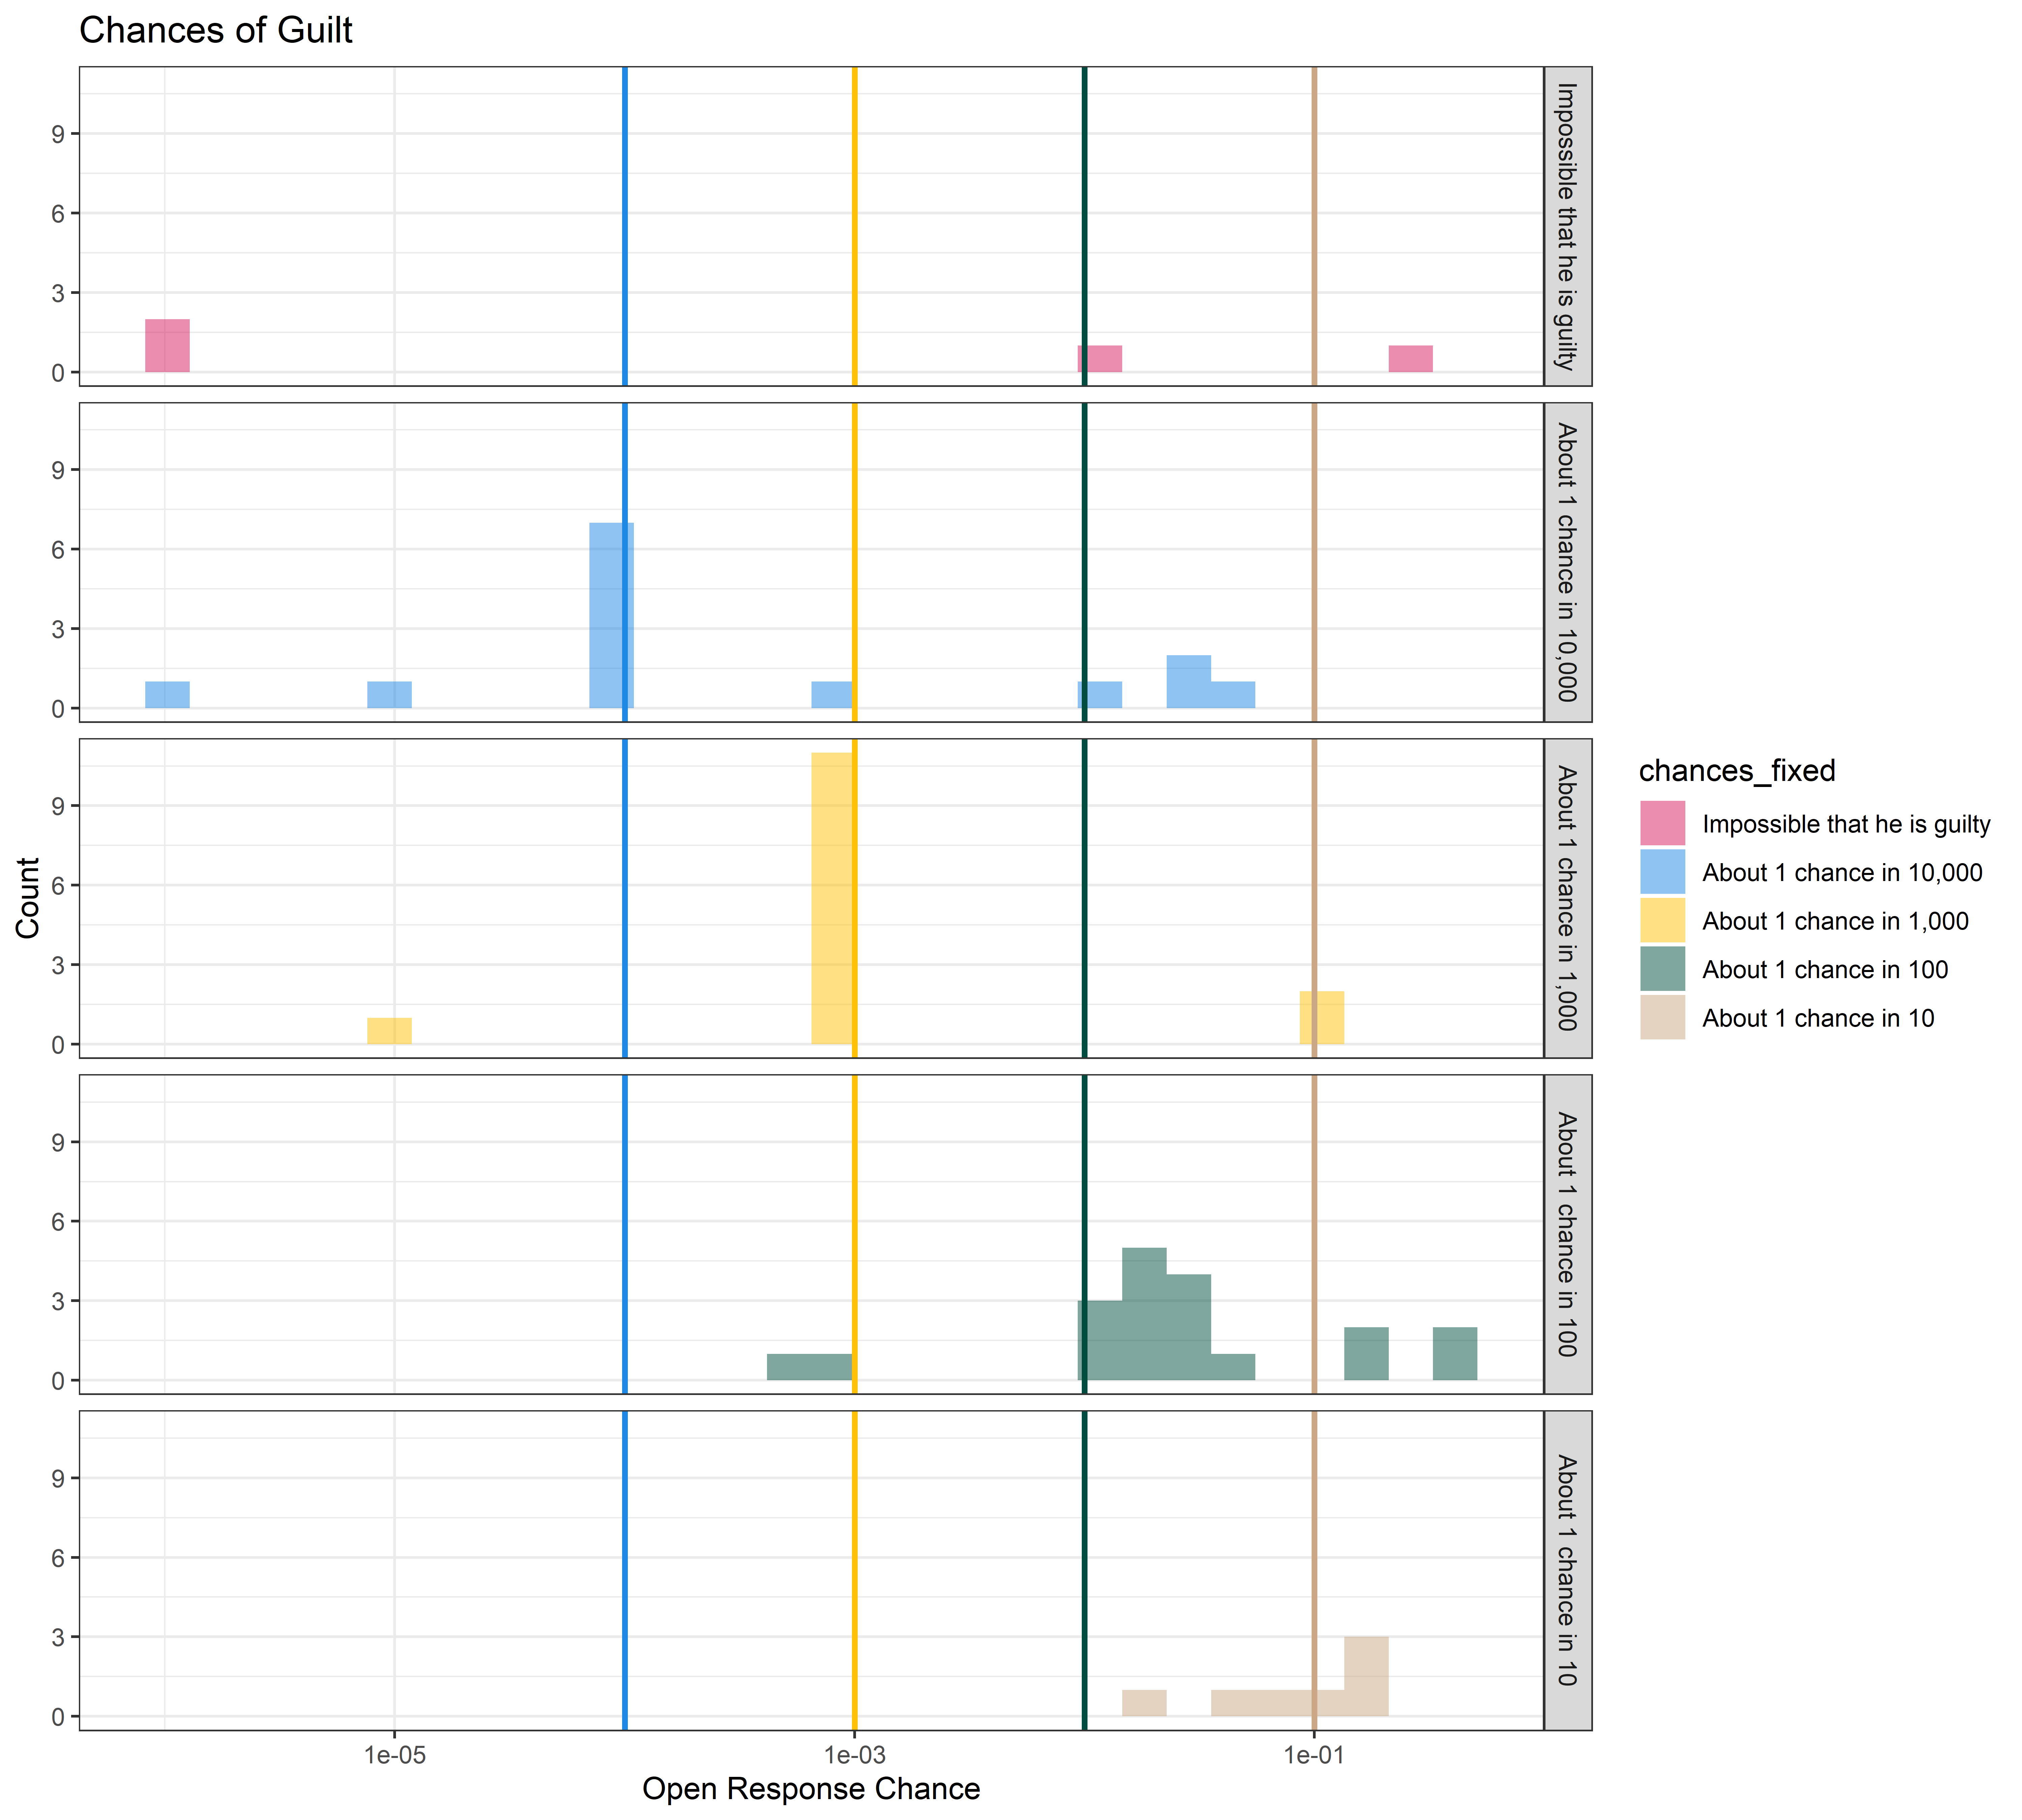 Chances of Guilt
9
6
3
0
Impossible that he is guilty
9
6
3
0
About 1 chance in 10,000
9
6
3
0
About 1 chance in 1,000
9
6
3
0
About 1 chance in 100
9
6
3
0
About 1 chance in 10
Count
1e-05
1e-03
1e-01
Open Response Chance
chances_fixed
Impossible that he is guilty
About 1 chance in 10,000
About 1 chance in 1,000
About 1 chance in 100
About 1 chance in 10